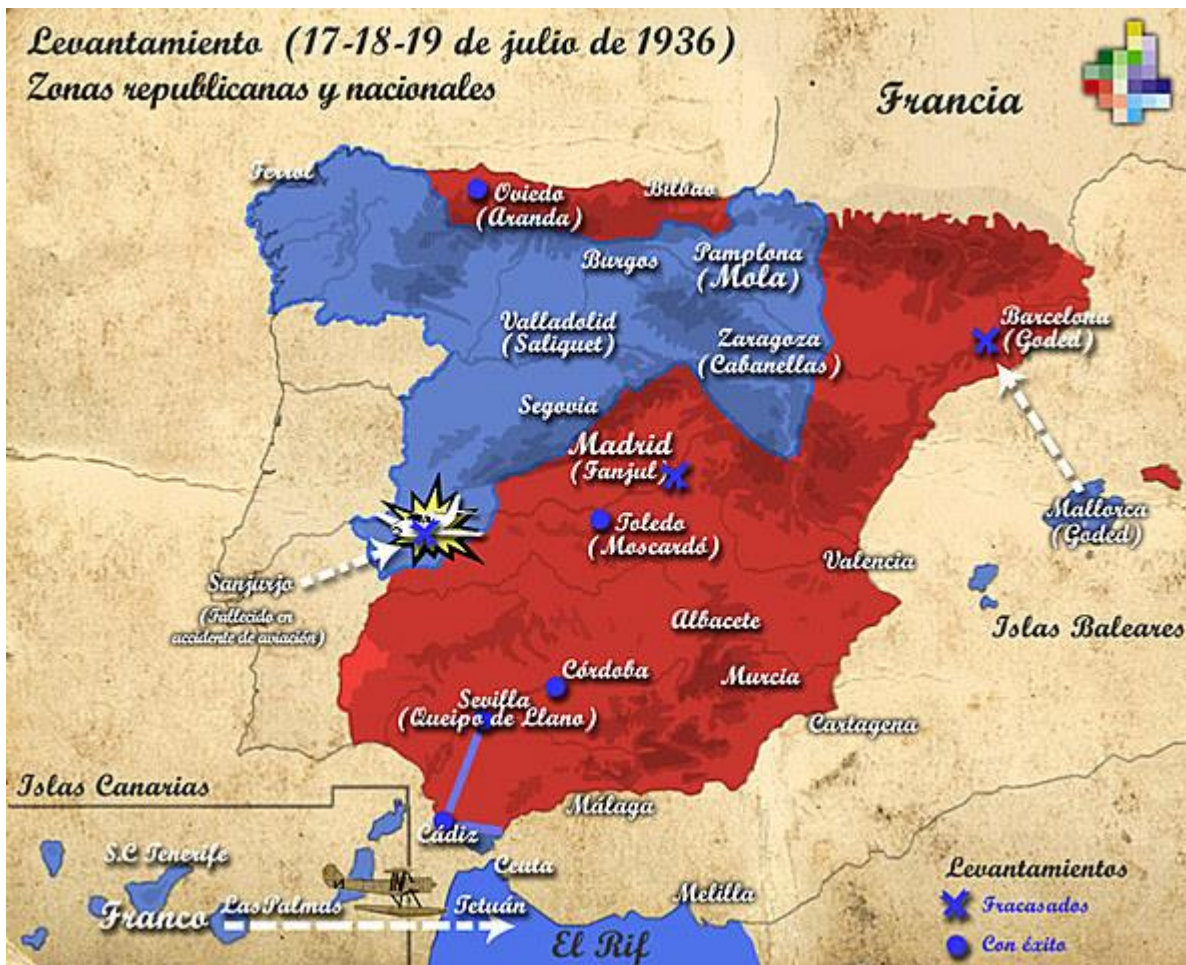 Levantamiento (17-18-19 de julio de 1936)
Zonas republicanas y nacionales
Francia
Ferrol
Oviedo
(Aranda)
Bilbao
Burgos
Pamplona
(Mola)
Valladolid
(Saliquet)
Zaragoza
(Cabanellas)
Barcelona
(Goded)
Segovia
Madrid
(Fanjul)
Toledo
(Moscardó)
Mallorca
(Goded)
Valencia
Sanjurjo
(Fallecido en
accidente de aviación)
Albacete
Islas Baleares
Córdoba
Murcia
Sevilla
(Queipo de Llano)
Cartagena
Islas Canarias
Málaga
Cádiz
S.C Tenerife
Ceuta
Franco
Las Palmas
Tetuán
Melilla
El Rif
Levantamientos
Fracasados
Con éxito